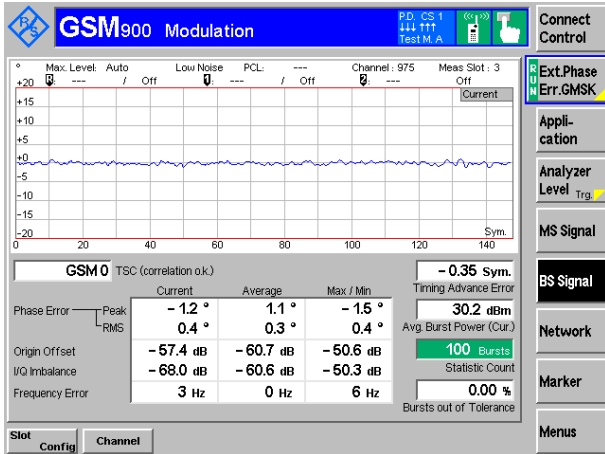 R&S GSM900 Modulation P.D. CS 1 Test M. A Connect Control
° Max. Level: Auto Low Noise PCL: --- Channel : 975 Meas Slot : 3
--- / Off 1: --- / Off 2: --- Off
Current
+20
+15
+10
+5
+0
-5
-10
-15
-20
Sym.
0 20 40 60 80 100 120 140
GSM 0 TSC (correlation o.k.) - 0.35 Sym.
Timing Advance Error
Current Average Max / Min
Phase Error Peak - 1.2 ° 1.1 ° - 1.5 ° 30.2 dBm
RMS 0.4 ° 0.3 ° 0.4 ° Avg. Burst Power (Cur.)
Origin Offset - 57.4 dB - 60.7 dB - 50.6 dB 100 Bursts
I/Q Imbalance - 68.0 dB - 60.6 dB - 50.3 dB Statistic Count
Frequency Error 3 Hz 0 Hz 6 Hz 0.00 %
Bursts out of Tolerance
RUN
Ext.Phase
Err.GMSK
Appli-
cation
Analyzer
Level Trg.
MS Signal
BS Signal
Network
Marker
Menus
Slot
Config
Channel